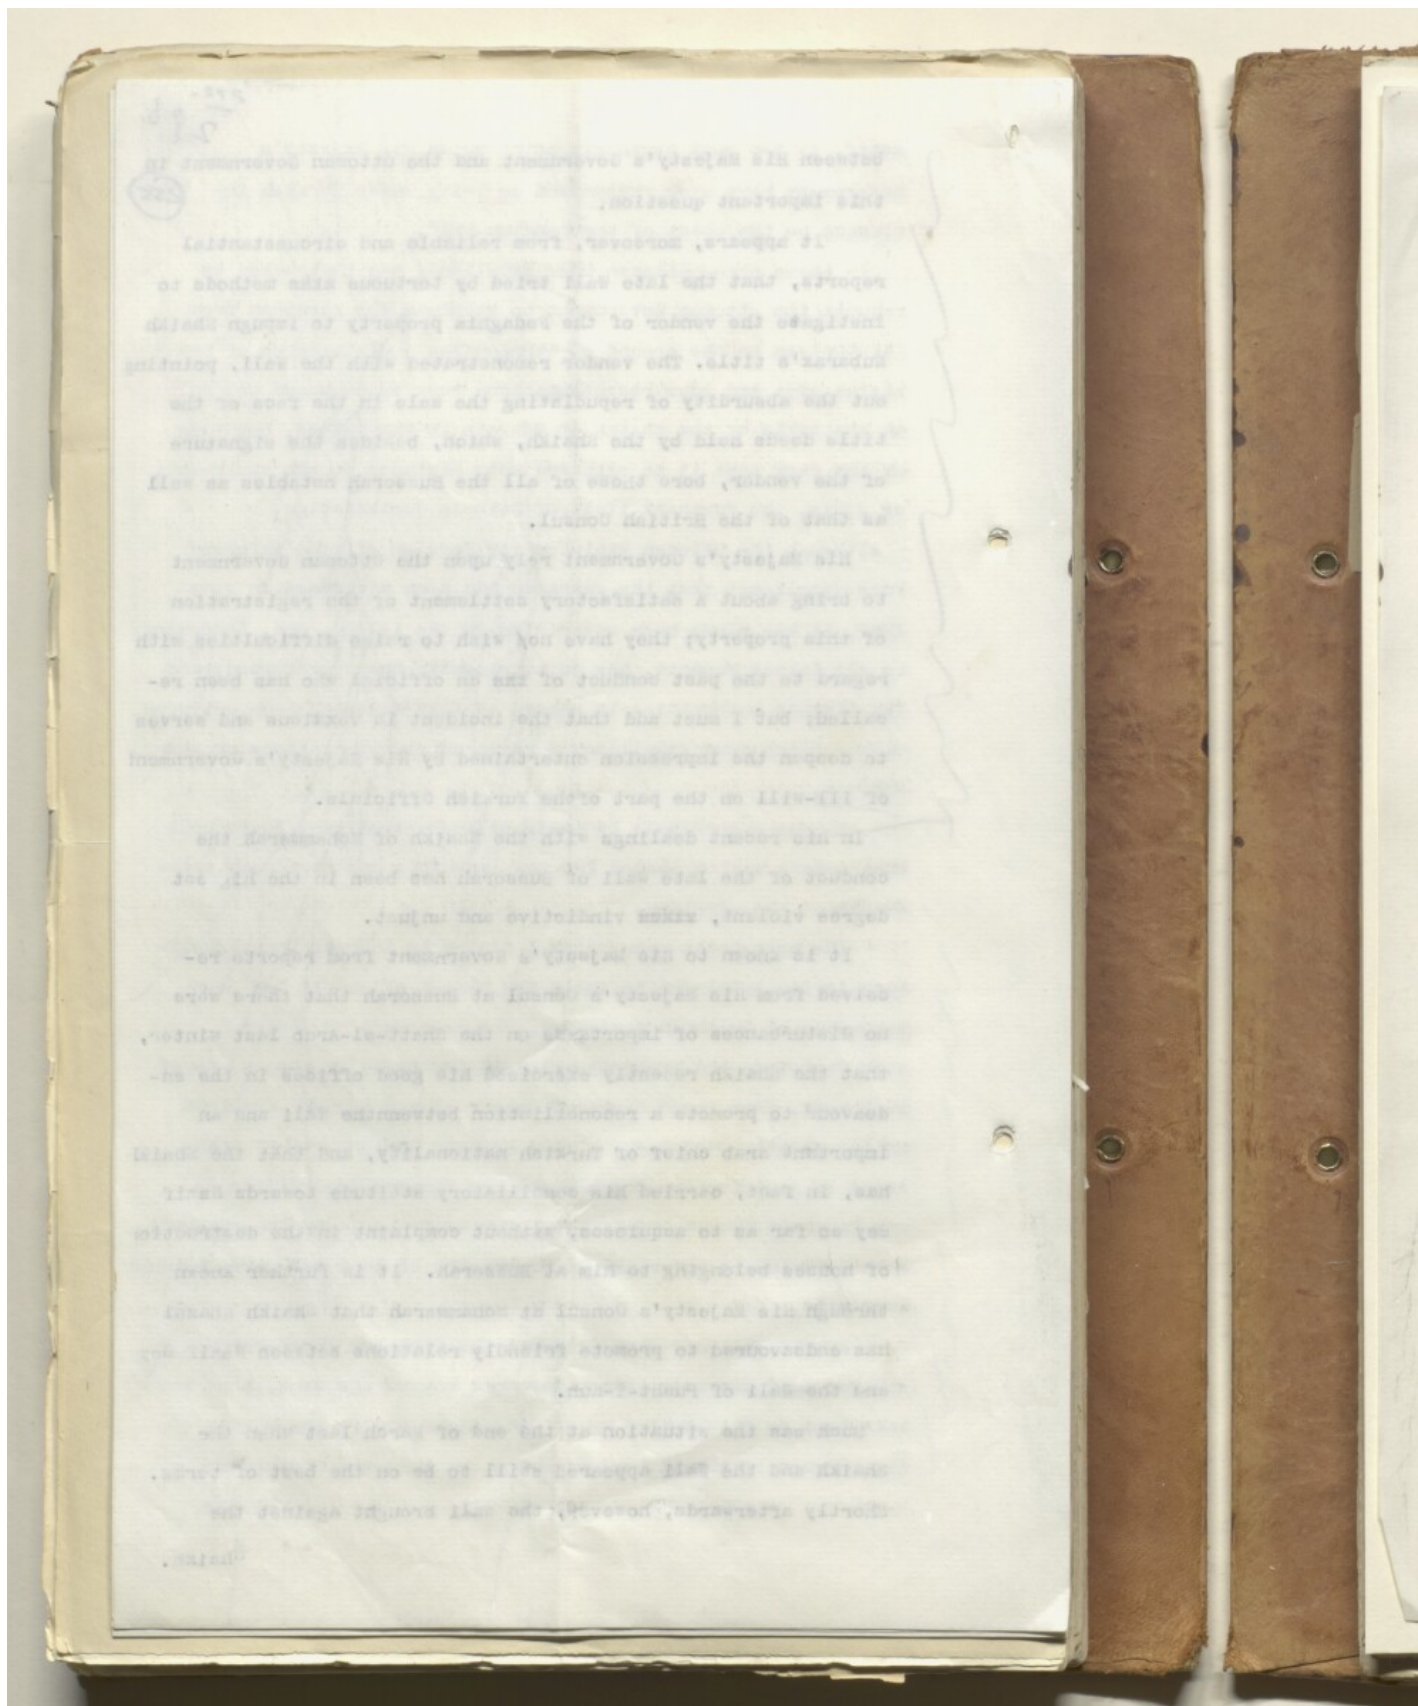 between His Majesty's Government and the Ottoman Government in
this important question.
It appears, moreover, from reliable and circumstantial
reports, that the late Wali tried by tortuous methods to
instigate the vendor of the Fedaghia property to impugn Shaikh
Mubarak's title. The vendor remonstrated with the Wali, pointing
out the absurdity of repudiating the sale in the face of the
title deeds held by the Shaikh, which, besides the signature
of the vendor, bore those of all the Bussorah notables as well
as that of the British Consul.
His Majesty's Government rely upon the Ottoman Government
to bring about a satisfactory settlement of the registration
of this property; they have no wish to raise difficulties with
regard to the past conduct of an official who has been re-
called; but I must add that the incident is vexatious and serves
to deepen the impression entertained by His Majesty's Government
of ill-will on the part ofthe Turkish Officials.
In his recent dealings with the Shaikh of Mohammerah the
conduct of the late Wali of Bussorah has been in the highest
degree violent, vindictive and unjust.
It is known to His Majesty's Government from reports re-
ceived from His Majesty's Consul at Bussorah that there were
no disturbances of importance on the Shatt-el-Arab last winter,
that the Shaikh recently exercised his good offices in the en-
deavour to promote a reconciliation betweenthe Wali and an
important Arab chief of Turkish nationality, and that the Shaikh
has, in fact, carried his conciliatory attitude towards
so far as to acquiesce, without complaint in the destruction
of houses belonging to him at Bussorah. It is further known
through His Majesty's Consul at Mohammerah that Shaikh Khazal
has endeavoured to promote friendly relations between
and the Wali of Pusht-i-Kuh.
Such was the situation at the end of March last when the
Shaikh and the Wali appeared still to be on the best of terms.
Shortly afterwards, however, the Wali brought against the
Shaikh.